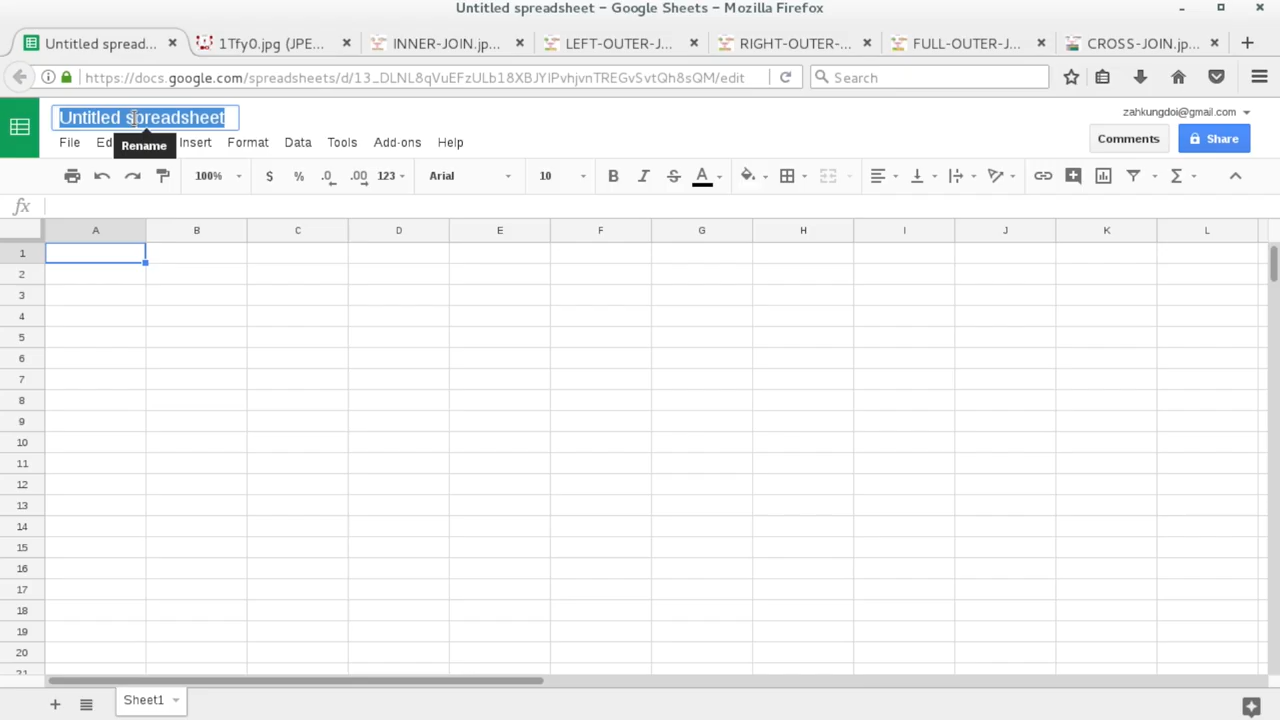 Untitled spreadsheet – Google Sheets – Mozilla Firefox
Untitled spread... 1Tfy0.jpg (JPE... INNER-JOIN.jp... LEFT-OUTER-J... RIGHT-OUTER-... FULL-OUTER-J... CROSS-JOIN.jp...
https://docs.google.com/spreadsheets/d/13_DLNL8qVuEFzULb18XBJYIPvhjvnTREGvSvtQh8sQM/edit Search
Untitled spreadsheet
zahkungdoi@gmail.com
File Ed Insert Format Data Tools Add-ons Help
Rename
Comments Share
100% $ % .0 .00 123 Arial 10 B I S A Σ
fx
A B C D E F G H I J K L
1
2
3
4
5
6
7
8
9
10
11
12
13
14
15
16
17
18
19
20
21
Sheet1